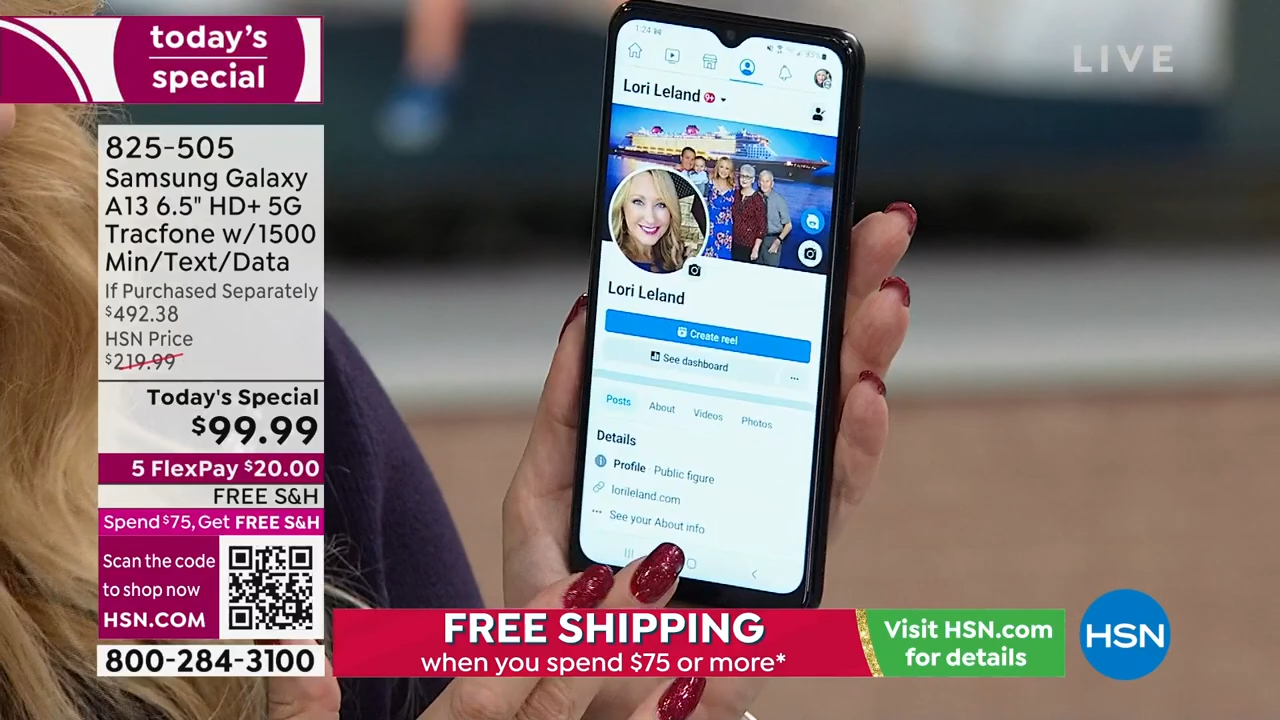 today's
special
825-505
Samsung Galaxy
A13 6.5" HD+ 5G
Tracfone w/1500
Min/Text/Data
If Purchased Separately
$492.38
HSN Price
$219.99
Today's Special
$99.99
5 FlexPay $20.00
FREE S&H
Spend $75, Get FREE S&H
Scan the code
to shop now
HSN.COM
800-284-3100
1:24
Lori Leland 9+
Lori Leland
Create reel
See dashboard
...
Posts About Videos Photos
Details
Profile · Public figure
lorileland.com
... See your About info
LIVE
FREE SHIPPING
when you spend $75 or more*
Visit HSN.com
for details
HSN